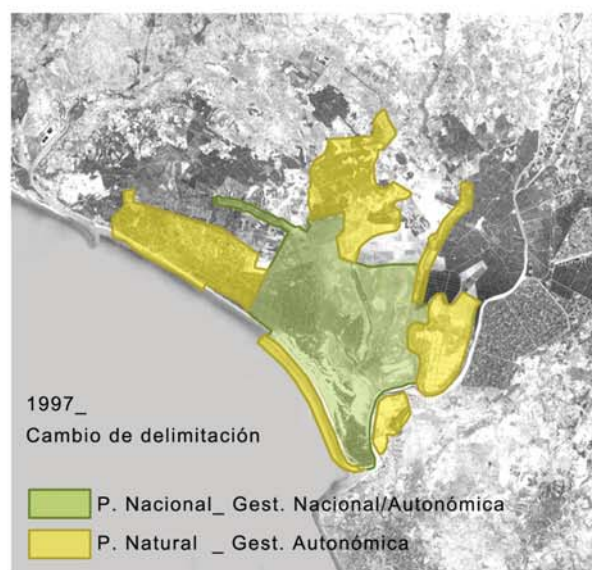 1997_
Cambio de delimitación
P. Nacional_ Gest. Nacional/Autonómica
P. Natural _ Gest. Autonómica